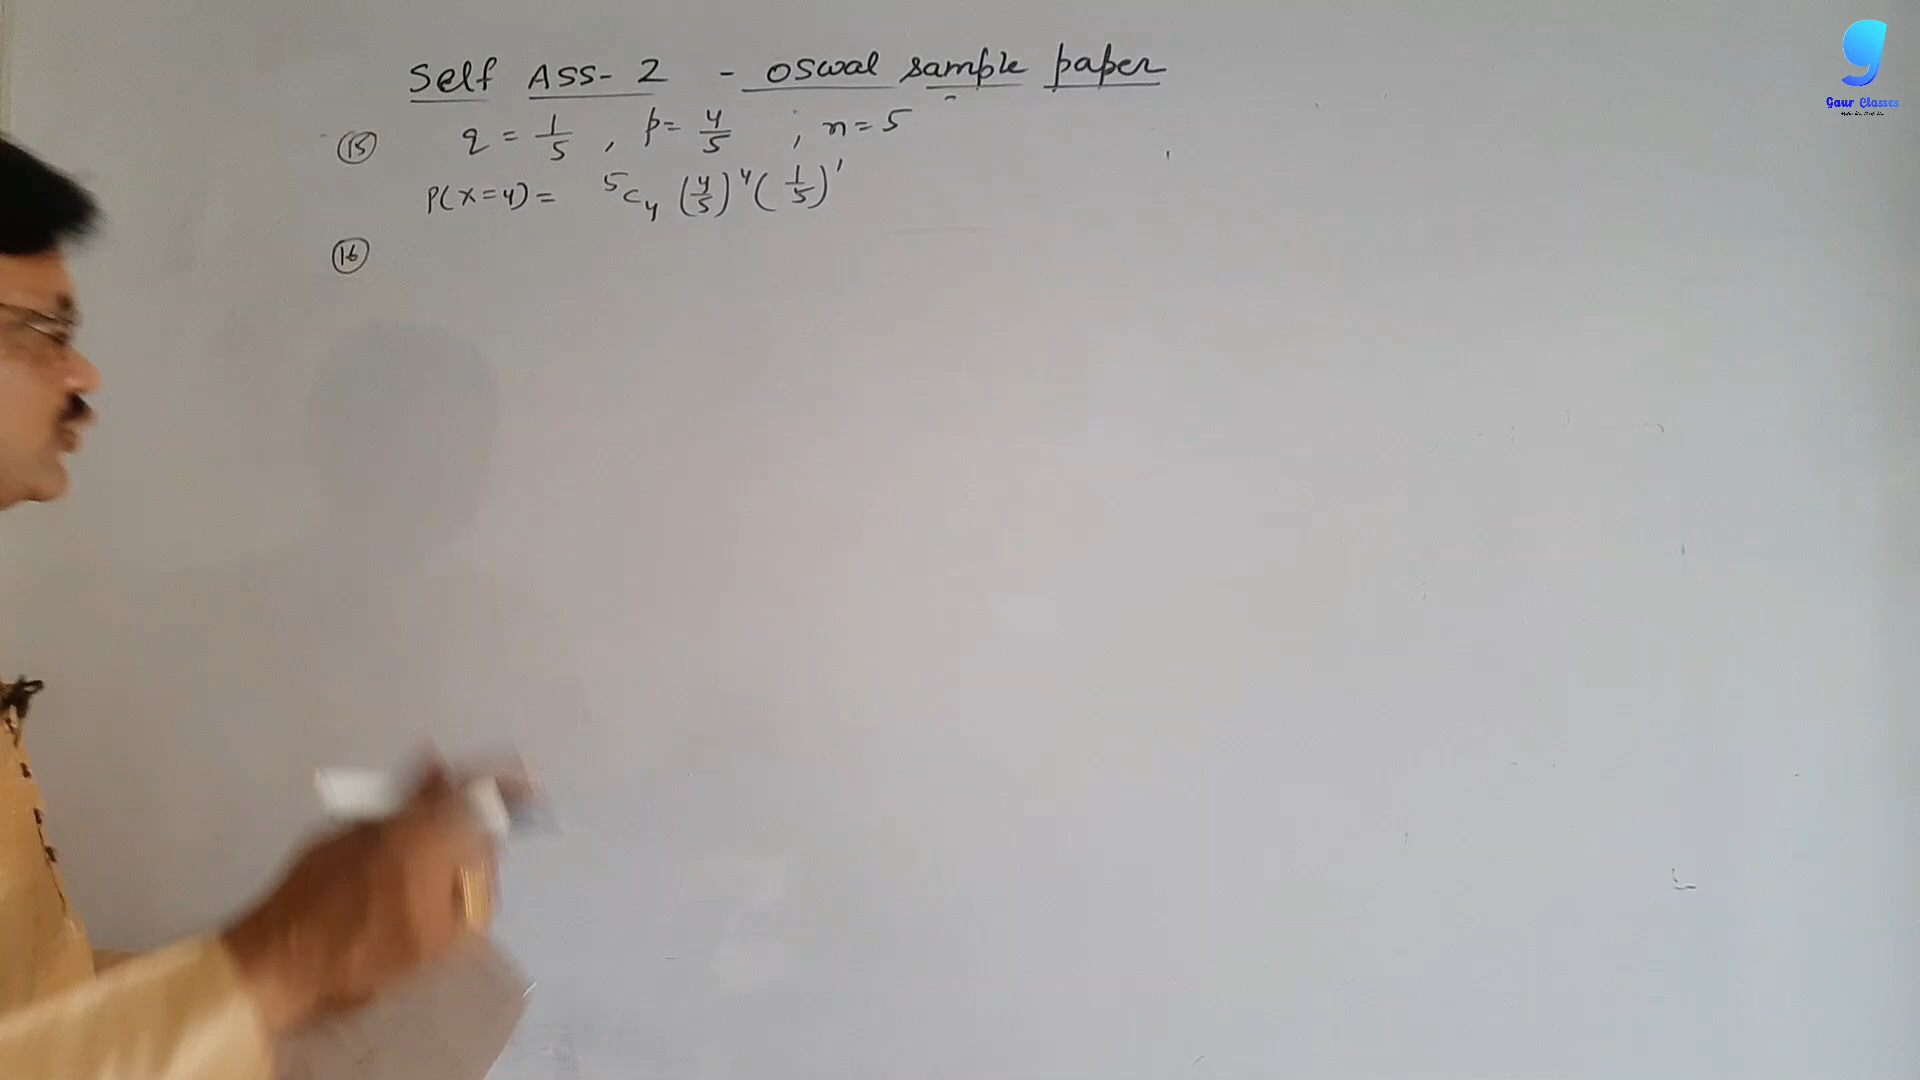 Self ASS- 2 - OSwal sample paper
(15) q = 1/5 , p= 4/5 ; n = 5
P(X=4) = ⁵C₄ (4/5)⁴ (1/5)¹
(16)
g
Gaur Classes